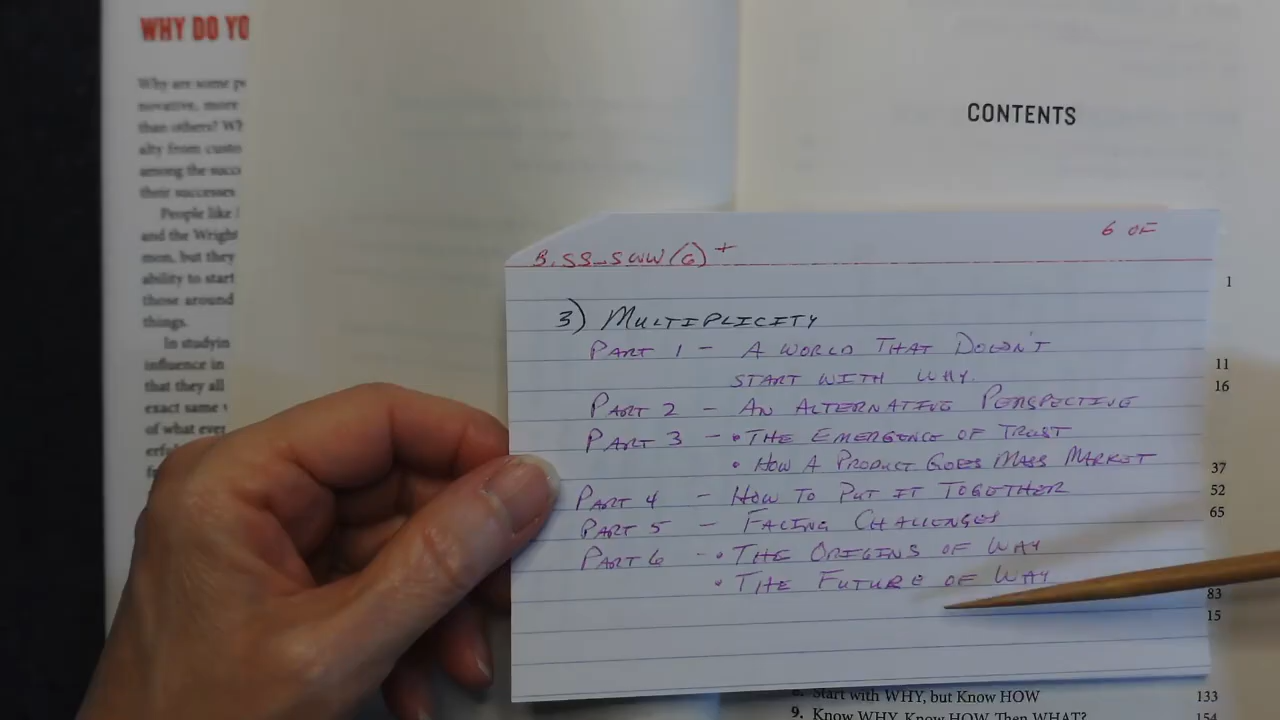 WHY DO YO
Why are some pe
novative, more
than others? Wh
alty from custo
among the succ
their successes
People like
and the Wright
mon, but they
ability to start
those around
things.
In studyin
influence in
that they all
exact same
of what ever
CONTENTS
6 OF
B.SS-SWW(6)+
3) MULTIPLICITY
PART 1 - A WORLD THAT DOESN'T
START WITH WHY.
PART 2 - AN ALTERNATIVE PERSPECTIVE
PART 3 - • THE EMERGENCE OF TRUST
• HOW A PRODUCT GOES MASS MARKET
PART 4 - HOW TO PUT IT TOGETHER
PART 5 - FACING CHALLENGES
PART 6 - • THE ORIGINS OF WHY
• THE FUTURE OF WHY
1
11
16
37
52
65
83
15
8. Start with WHY, but Know HOW 133
9. Know WHY. Know HOW. Then WHAT? 154